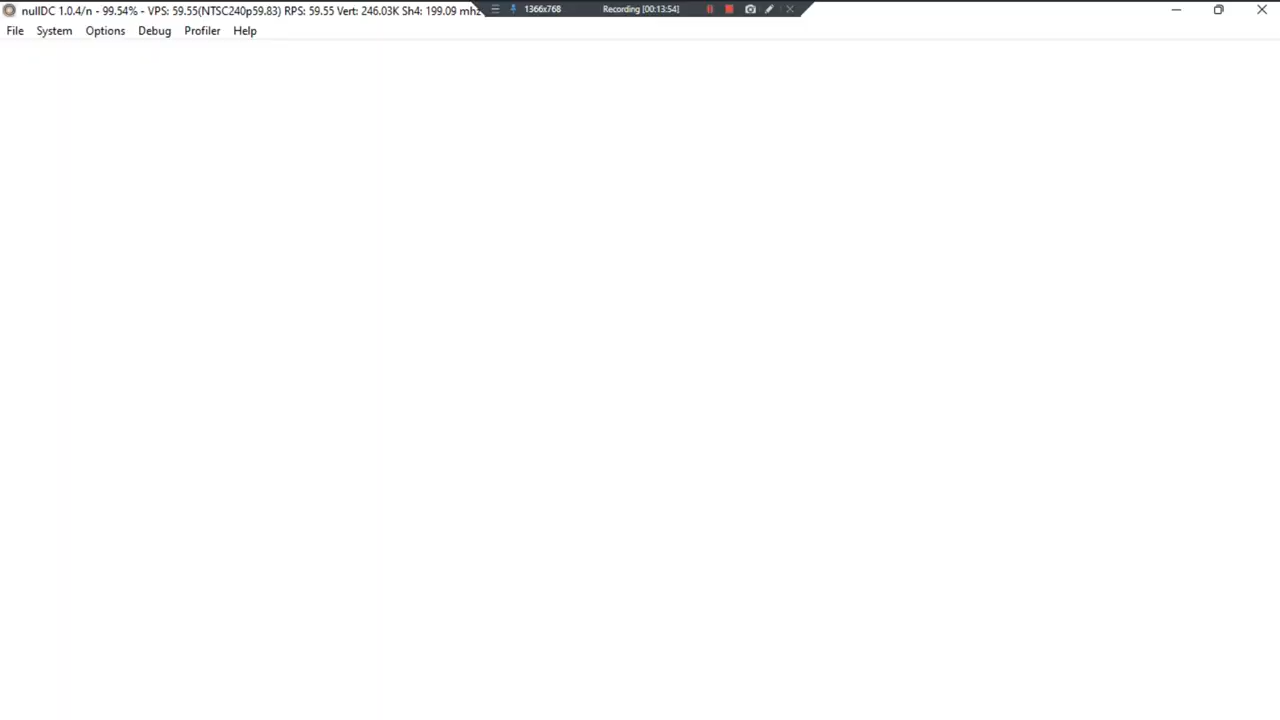 nullDC 1.0.4/n - 99.54% - VPS: 59.55(NTSC240p59.83) RPS: 59.55 Vert: 246.03K Sh4: 199.09 mhz
1366x768
Recording [00:13:54]
File System Options Debug Profiler Help